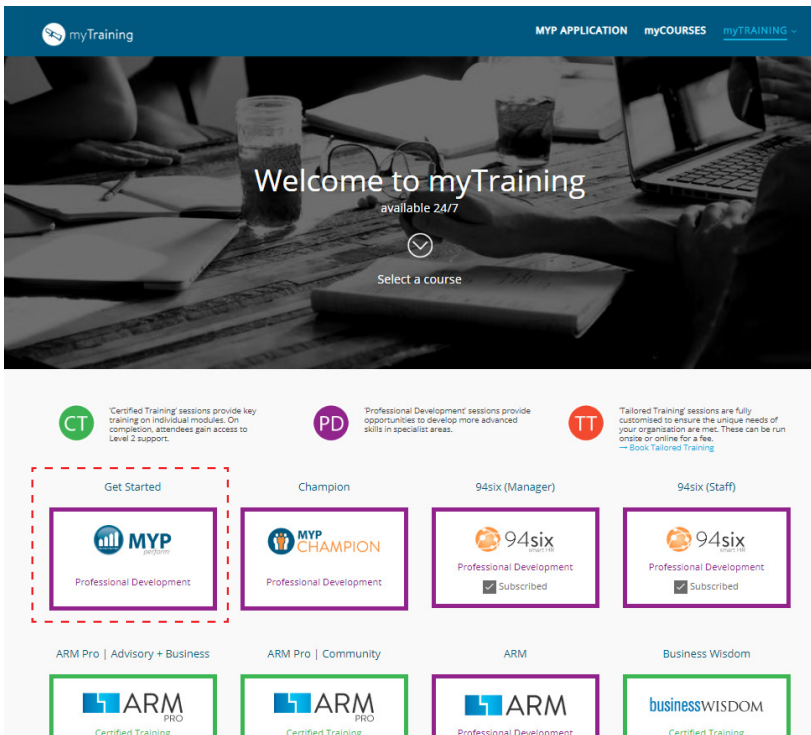 myTraining
MYP APPLICATION myCOURSES myTRAINING
Welcome to myTraining
available 24/7
Select a course
CT
'Certified Training' sessions provide key
training on individual modules. On
completion, attendees gain access to
Level 2 support.
PD
'Professional Development' sessions provide
opportunities to develop more advanced
skills in specialist areas.
TT
'Tailored Training' sessions are fully
customised to ensure the unique needs of
your organisation are met. These can be run
onsite or online for a fee.
→ Book Tailored Training
Get Started
MYP
perform
Professional Development
Champion
MYP
CHAMPION
Professional Development
94six (Manager)
94six
smart HR
Professional Development
Subscribed
94six (Staff)
94six
smart HR
Professional Development
Subscribed
ARM Pro | Advisory + Business
ARM
PRO
Certified Training
ARM Pro | Community
ARM
PRO
Certified Training
ARM
ARM
Professional Development
Business Wisdom
businessWISDOM
Certified Training